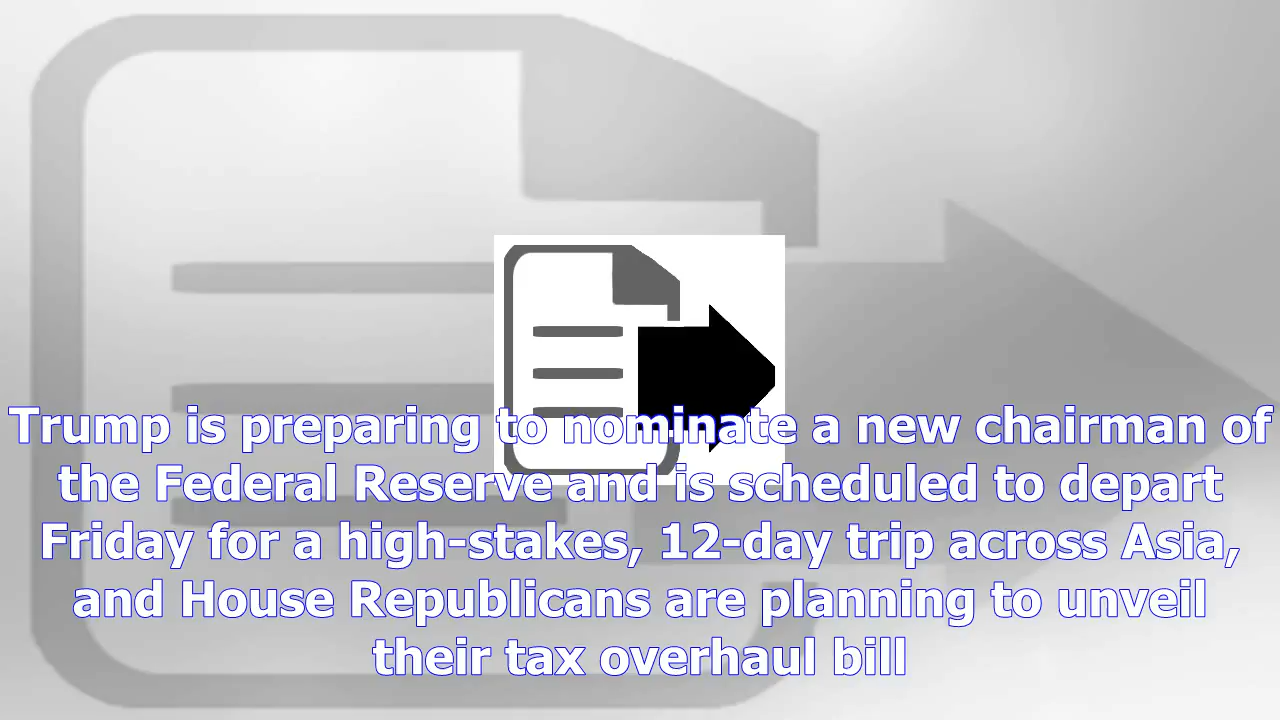 Trump is preparing to nominate a new chairman of
the Federal Reserve and is scheduled to depart
Friday for a high-stakes, 12-day trip across Asia,
and House Republicans are planning to unveil
their tax overhaul bill